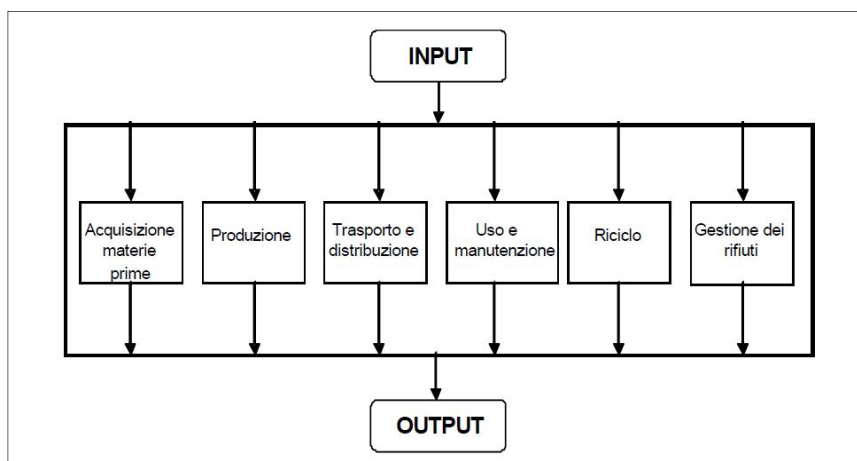 INPUT
Acquisizione
materie
prime
Produzione
Trasporto e
distribuzione
Uso e
manutenzione
Riciclo
Gestione dei
rifiuti
OUTPUT